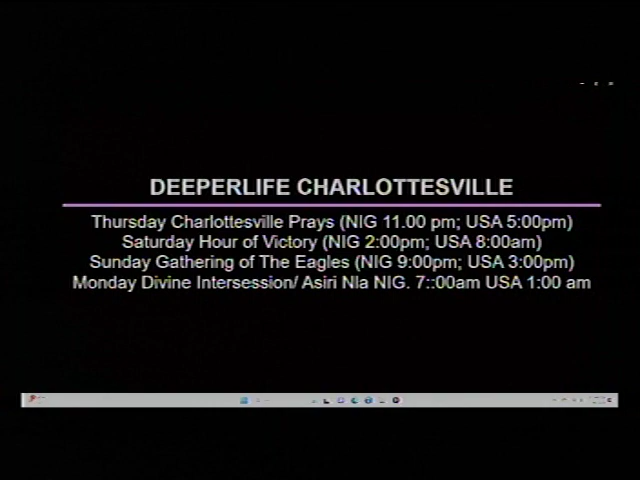 DEEPERLIFE CHARLOTTESVILLE
Thursday Charlottesville Prays (NIG 11.00 pm; USA 5:00pm)
Saturday Hour of Victory (NIG 2:00pm; USA 8:00am)
Sunday Gathering of The Eagles (NIG 9:00pm; USA 3:00pm)
Monday Divine Intersession/ Asiri Nla NIG. 7::00am USA 1:00 am